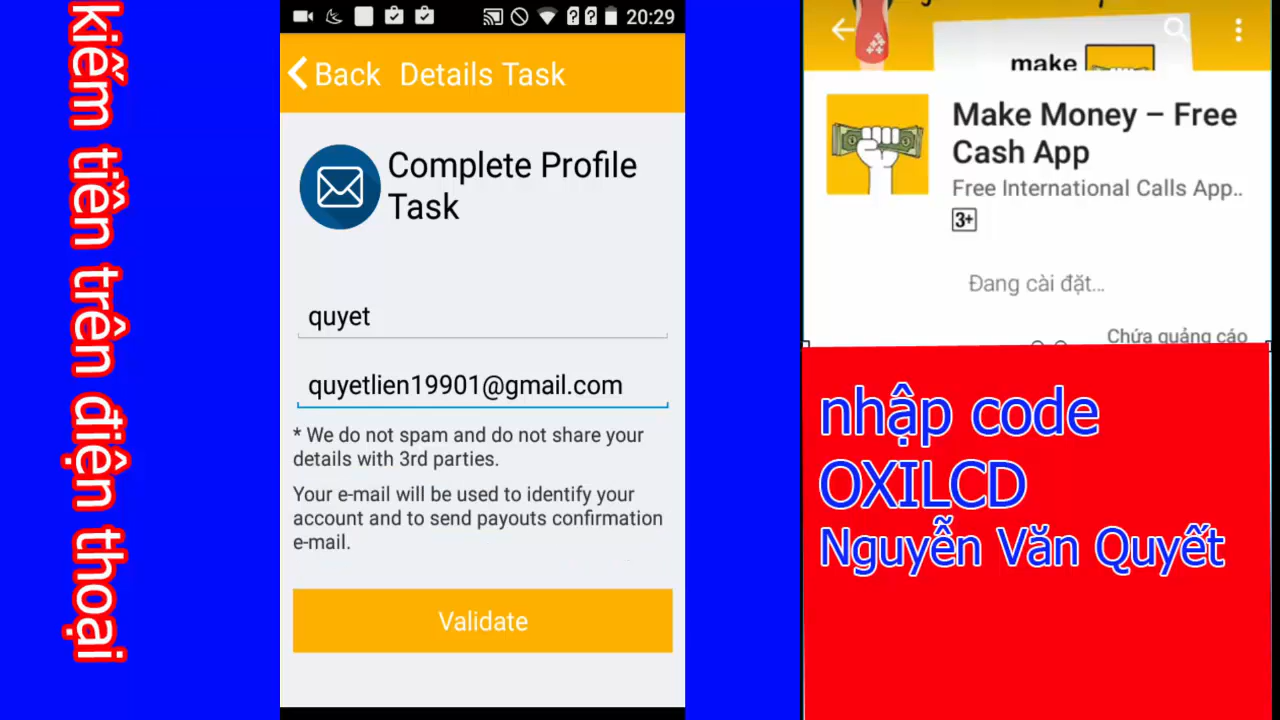 kiếm tiền trên điện thoại
20:29
Back Details Task
Complete Profile
Task
quyet
quyetlien19901@gmail.com
* We do not spam and do not share your
details with 3rd parties.
Your e-mail will be used to identify your
account and to send payouts confirmation
e-mail.
Validate
make
Make Money – Free
Cash App
Free International Calls App..
3+
Đang cài đặt...
Chứa quảng cáo
nhập code
OXILCD
Nguyễn Văn Quyết